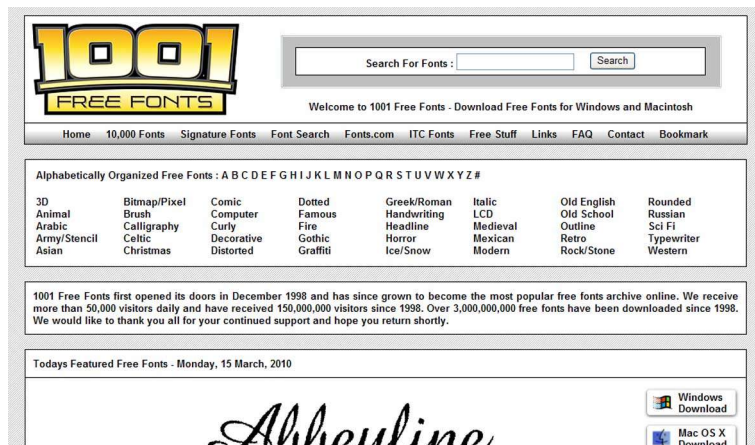 1001
FREE FONTS
Search For Fonts :
Search
Welcome to 1001 Free Fonts - Download Free Fonts for Windows and Macintosh
Home 10,000 Fonts Signature Fonts Font Search Fonts.com ITC Fonts Free Stuff Links FAQ Contact Bookmark
Alphabetically Organized Free Fonts : A B C D E F G H I J K L M N O P Q R S T U V W X Y Z #
3D Bitmap/Pixel Comic Dotted Greek/Roman Italic Old English Rounded
Animal Brush Computer Famous Handwriting LCD Old School Russian
Arabic Calligraphy Curly Fire Headline Medieval Outline Sci Fi
Army/Stencil Celtic Decorative Gothic Horror Mexican Retro Typewriter
Asian Christmas Distorted Graffiti Ice/Snow Modern Rock/Stone Western
1001 Free Fonts first opened its doors in December 1998 and has since grown to become the most popular free fonts archive online. We receive
more than 50,000 visitors daily and have received 150,000,000 visitors since 1998. Over 3,000,000,000 free fonts have been downloaded since 1998.
We would like to thank you all for your continued support and hope you return shortly.
Todays Featured Free Fonts - Monday, 15 March, 2010
Abbeyline
Windows
Download
Mac OS X
Download